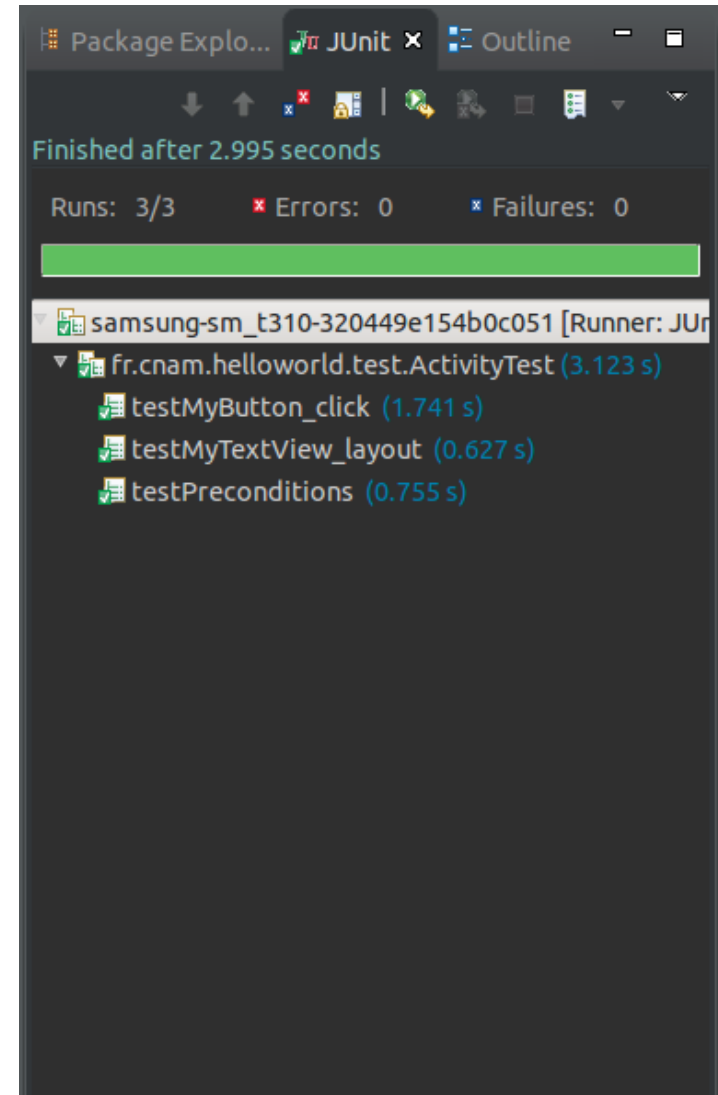 Package Explo... JUnit Outline
Finished after 2.995 seconds
Runs: 3/3 Errors: 0 Failures: 0
samsung-sm_t310-320449e154b0c051 [Runner: JUr
fr.cnam.helloworld.test.ActivityTest (3.123 s)
testMyButton_click (1.741 s)
testMyTextView_layout (0.627 s)
testPreconditions (0.755 s)